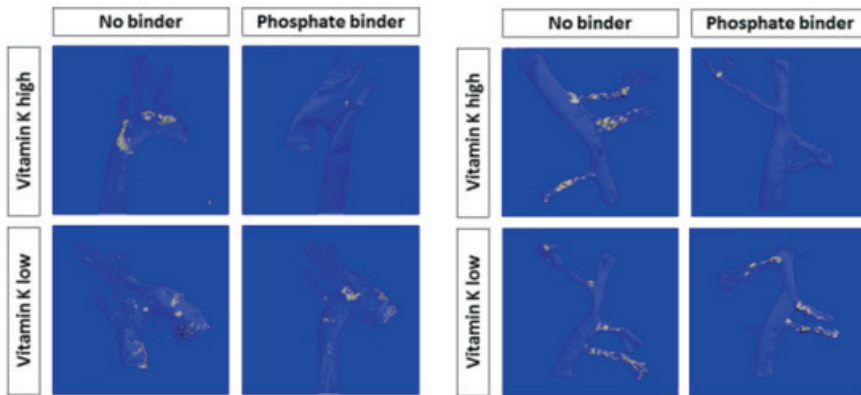 No binder
Phosphate binder
Vitamin K high
Vitamin K low
No binder
Phosphate binder
Vitamin K high
Vitamin K low